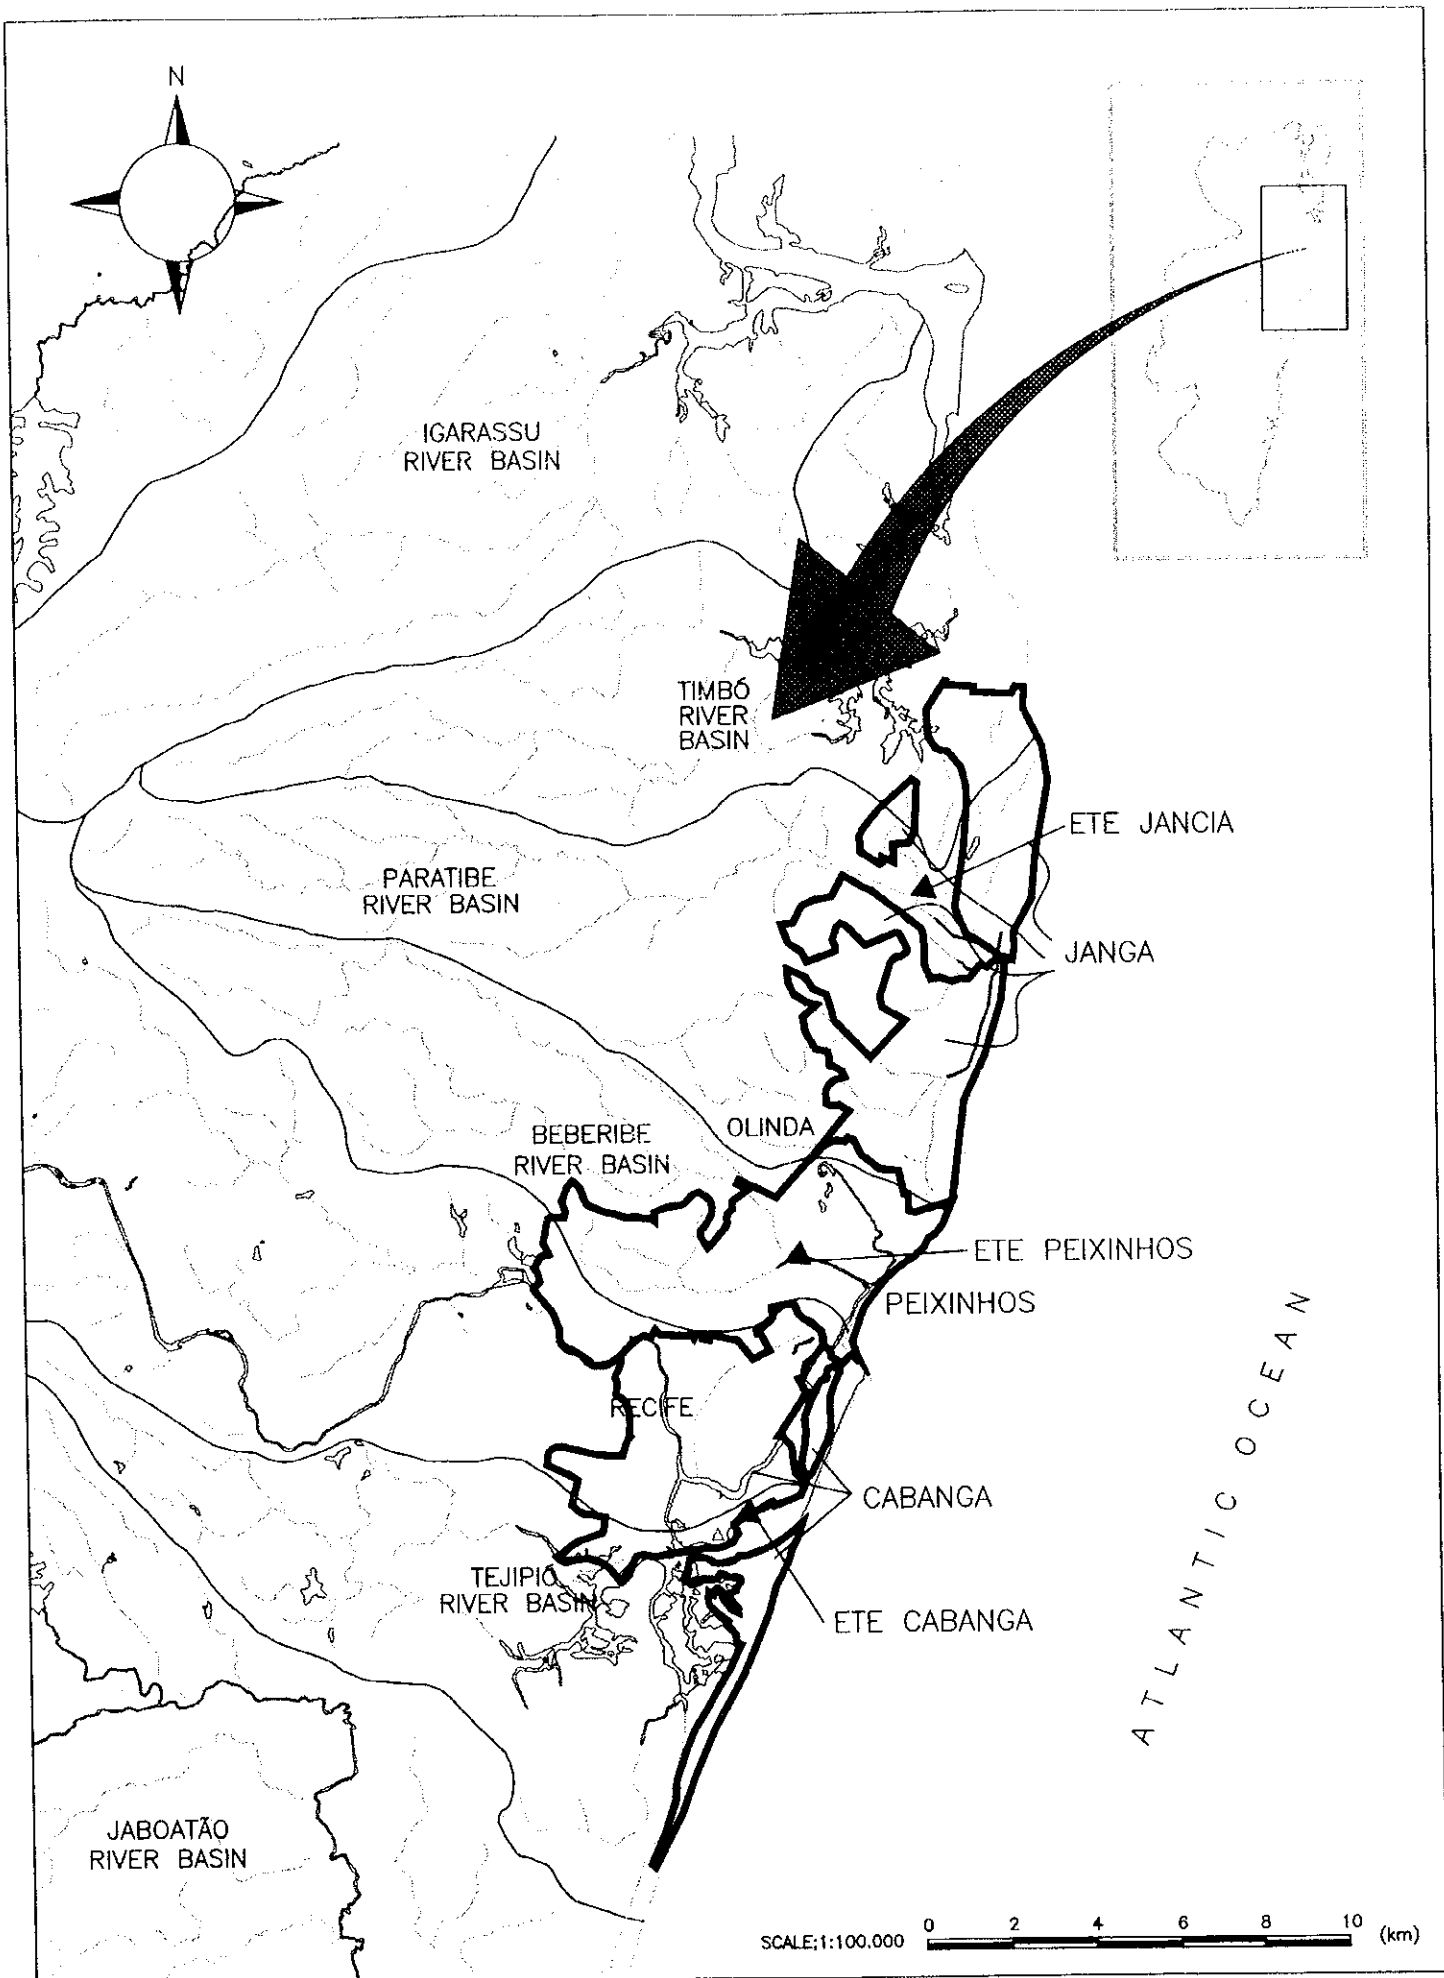 N
IGARASSU
RIVER BASIN
TIMBÓ
RIVER
BASIN
ETE JANCIA
PARATIBE
RIVER BASIN
JANGA
OLINDA
BEBERIBE
RIVER BASIN
ETE PEIXINHOS
PEIXINHOS
RECIFE
CABANGA
ATLANTIC OCEAN
TEJIPIÓ
RIVER BASIN
ETE CABANGA
JABOATÃO
RIVER BASIN
SCALE;1:100.000
0 2 4 6 8 10 (km)